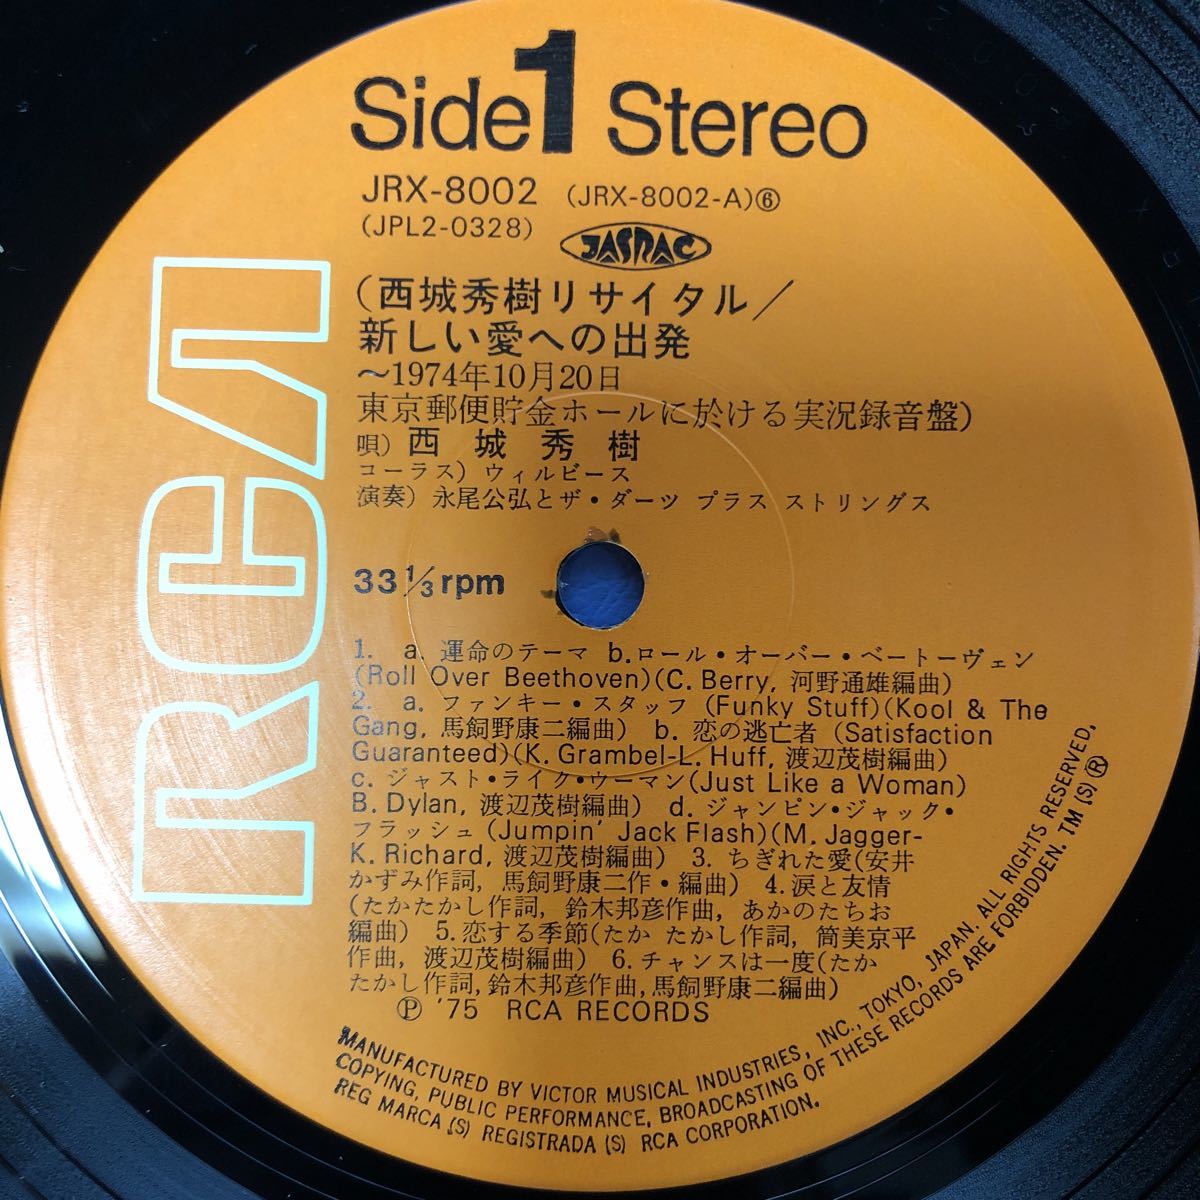 Side 1 Stereo
JRX-8002 (JRX-8002-A)⑥
(JPL2-0328) JASRAC
(西城秀樹リサイタル/
新しい愛への出発
～1974年10月20日
東京郵便貯金ホールに於ける実況録音盤)
唄) 西城秀樹
コーラス) ウィルビース
演奏) 永尾公弘とザ・ダーツ プラス ストリングス
RCA
33 1/3 rpm
1. a. 運命のテーマ b.ロール・オーバー・ベートーヴェン
(Roll Over Beethoven)(C. Berry, 河野通雄編曲)
2. a. ファンキー・スタッフ (Funky Stuff)(Kool & The
Gang, 馬飼野康二編曲) b. 恋の逃亡者 (Satisfaction
Guaranteed)(K. Grambel-L. Huff, 渡辺茂樹編曲)
c. ジャスト・ライク・ウーマン(Just Like a Woman)
B. Dylan, 渡辺茂樹編曲) d. ジャンピン・ジャック・
フラッシュ (Jumpin' Jack Flash)(M. Jagger-
K. Richard, 渡辺茂樹編曲) 3. ちぎれた愛(安井
かずみ作詞, 馬飼野康二作・編曲) 4. 涙と友情
(たかたかし作詞, 鈴木邦彦作曲, あかのたちお
編曲) 5. 恋する季節(たか たかし作詞, 筒美京平
作曲, 渡辺茂樹編曲) 6. チャンスは一度(たか
たかし作詞,鈴木邦彦作曲,馬飼野康二編曲)
Ⓟ '75 RCA RECORDS
MANUFACTURED BY VICTOR MUSICAL INDUSTRIES, INC., TOKYO, JAPAN. ALL RIGHTS RESERVED.
COPYING, PUBLIC PERFORMANCE, BROADCASTING OF THESE RECORDS ARE FORBIDDEN. TM (S) ®
REG MARCA (S) REGISTRADA (S) RCA CORPORATION.